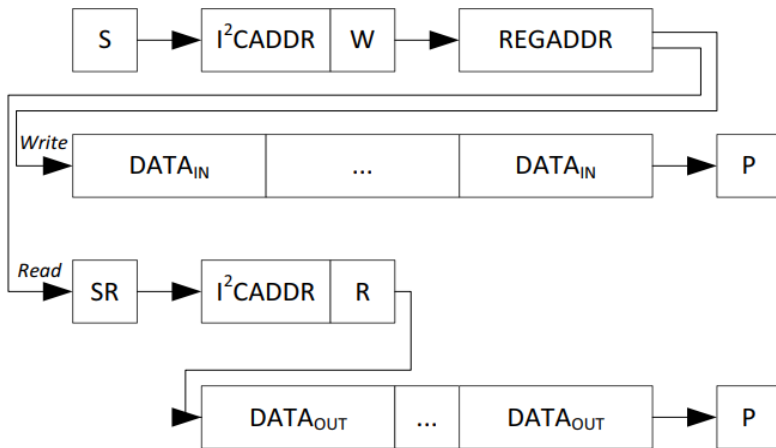 S I²CADDR W REGADDR
Write
DATA_IN ... DATA_IN P
Read
SR I²CADDR R
DATA_OUT ... DATA_OUT P